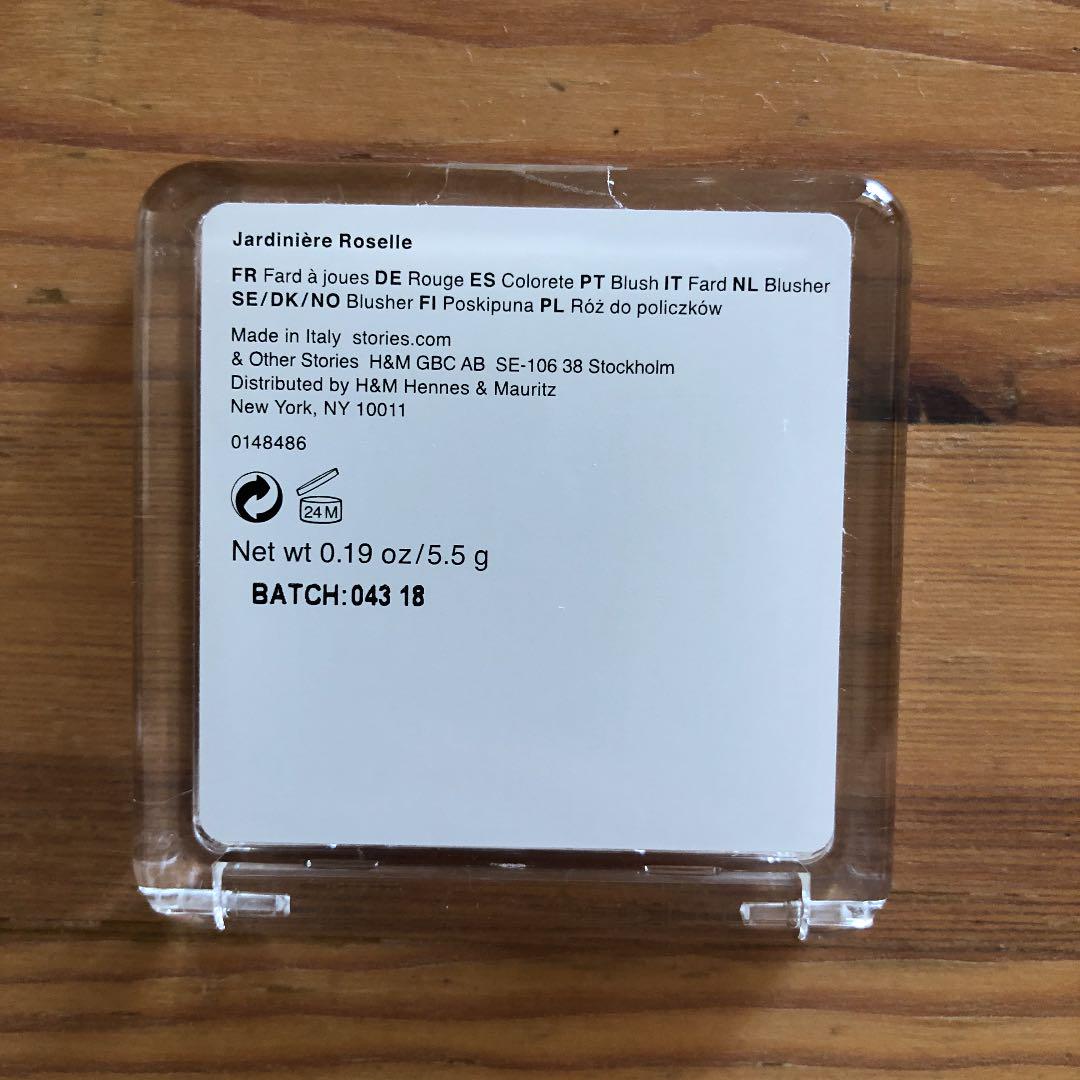 Jardinière Roselle
FR Fard à joues DE Rouge ES Colorete PT Blush IT Fard NL Blusher
SE/DK/NO Blusher FI Poskipuna PL Róż do policzków
Made in Italy stories.com
& Other Stories H&M GBC AB SE-106 38 Stockholm
Distributed by H&M Hennes & Mauritz
New York, NY 10011
0148486
24 M
Net wt 0.19 oz/5.5 g
BATCH:043 18